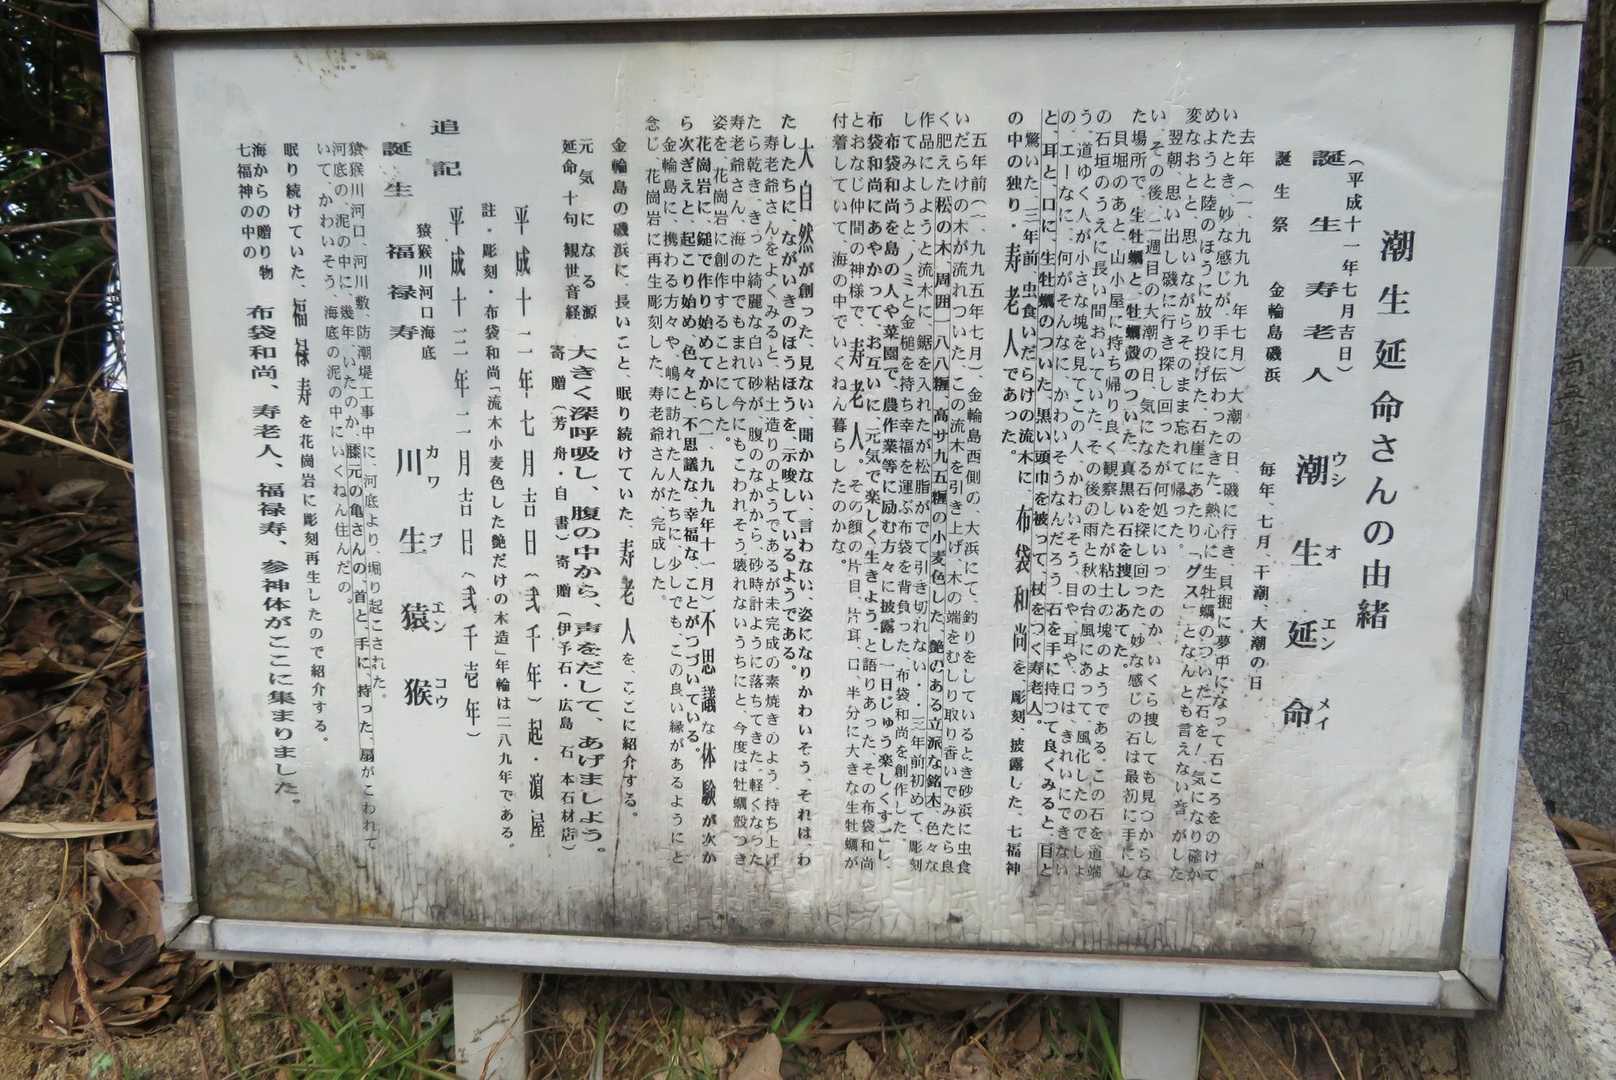 潮生延命さんの由緒
(平成十一年七月吉日)
誕生寿老人 潮生延命
ウシ オ エン メイ
誕生祭 金輪島磯浜 毎年、七月、干潮、大潮の日。
去年(一、九九九年七月)大潮の日、磯に行き、貝掘に夢中になって石ころをのけて
いたとき、妙な感じが、手に伝わったきた、熱心に生牡蠣のついだ石を!、気になり確か
めようと陸のほうに放り投げた、石崖にあたり「グス」となんとも言えない音がした
変なおとと、思いながらそのまま忘れて帰った。
翌朝、思い出し磯に行き探し回ったが何処にいったのか、いくら捜しても見つからな
い、その後、二週目の大潮の日、気になる石を探し回った、妙な感じの石は最初に手にし
た場所で、生牡蠣と、牡蠣殻のついた、真黒い石を捜しあてた。
貝堀のあと、山小屋に持ち帰り良く観察したが粘土の塊のようである、この石を道端
の石垣のうえに長い間おいていた、その後の雨と秋の台風にあって、風化したのでしょ
う、道ゆく人が小さな塊を見てこの人、かわいそう、目や、耳や、口は、きれいにできない
の、エーなに、何がそんなに、かわいそうなんだろう、石を手に持つて良くみると、目と
と、耳と、口に、生牡蠣のついた、黒い頭巾を被って、杖をつく寿老人。
驚いた、三年前、虫食いだらけの流木に、布袋和尚を、彫刻、披露した、七福神
の中の独り・寿老人であった。
五年前(一、九九五年七月)、金輪島西側の、大浜にて、釣りをしているとき砂浜に虫食
いだらけの木が流れついた、この流木を引き上げ、木の端をむしり取り香いでみたら良
く肥えた松の木、周囲一八八糎、高サ九五糎の小麦色した、艶のある立派な銘木、色々な
作品にしようと流木に、鋸を入れたが松脂がでて引き切れない・・三年前初めて、彫刻
してみようと、ノミと金槌を持ち幸福を運ぶ布袋を背負った、布袋和尚を創作した。
布袋和尚を島の人や菜園で、農作業等に励む方々に披露し一日じゅう楽しくすごし、
布袋和尚にあやかって、お互いに元気で楽しく生きよう。と語りあった、その布袋和尚
とおなじ仲間の神様で、寿老人。その顔の片目、片耳、口、半分に大きな生牡蠣が
付着していて、海の中でいくねん暮らしたのかな。
大自然が創った、見ない、聞かない、言わない、姿になりかわいそう、それは、わ
たしたちに、ながいきのほうほうを、示唆しているようである。
寿老爺さんをよくみると、粘土造りのようであるが未完成の素焼きのよう、持ち上げ
たら乾き、きった綺麗な白い砂が、腹のなかから、砂時計ように落ちてきた、軽くなった
寿老爺さん、海の中でもまれて今にもこわれそう、壊れないうちにと、今度は牡蠣殻つき
姿を、花崗岩に創作することにした。
花崗岩に、鎚で作り始めてから(一、九九九年十一月)不思議な体験が次か
ら次ぎえと、起こり始め、色々と、不思議な、幸福な、ことがつづいている。
金輪島に、携わる方々や、嶋に訪れた人たちに、少しでも、この良い縁があるようにと
念じ、花崗岩に再生彫刻した、寿老爺さんが、完成した。
金輪島の磯浜に、長いこと、眠り続けていた、寿老人を、ここに紹介する。
元気になる源 大きく深呼吸し、腹の中から、声をだして、あげましよう。
延命十句観世音経 寄贈(芳舟・自書)寄贈(伊予石・広島 石本石材店)
平成十二年七月吉日(弐千年)起・濵屋
註・彫刻・布袋和尚「流木小麦色した艶だけの木造」年輪は二八九年である。
追記 平成十三年二月吉日(弐千壱年)
猿猴川河口海底
誕生 福禄寿 川生猿猴
カワ ブ エン コウ
猿猴川河口、河川敷、防潮堤工事中に、河底より、堀り起こされた。
河底の、泥の中に、幾年、いたのか、膝元の亀さんの、首と、手に、持った、扇がこわれて
いて、かわいそう、海底の泥の中にいくねん住んだの。
眠り続けていた、福禄寿を花崗岩に彫刻再生したので紹介する。
海からの贈り物 布袋和尚、寿老人、福禄寿、参神体がここに集まりました。
七福神の中の